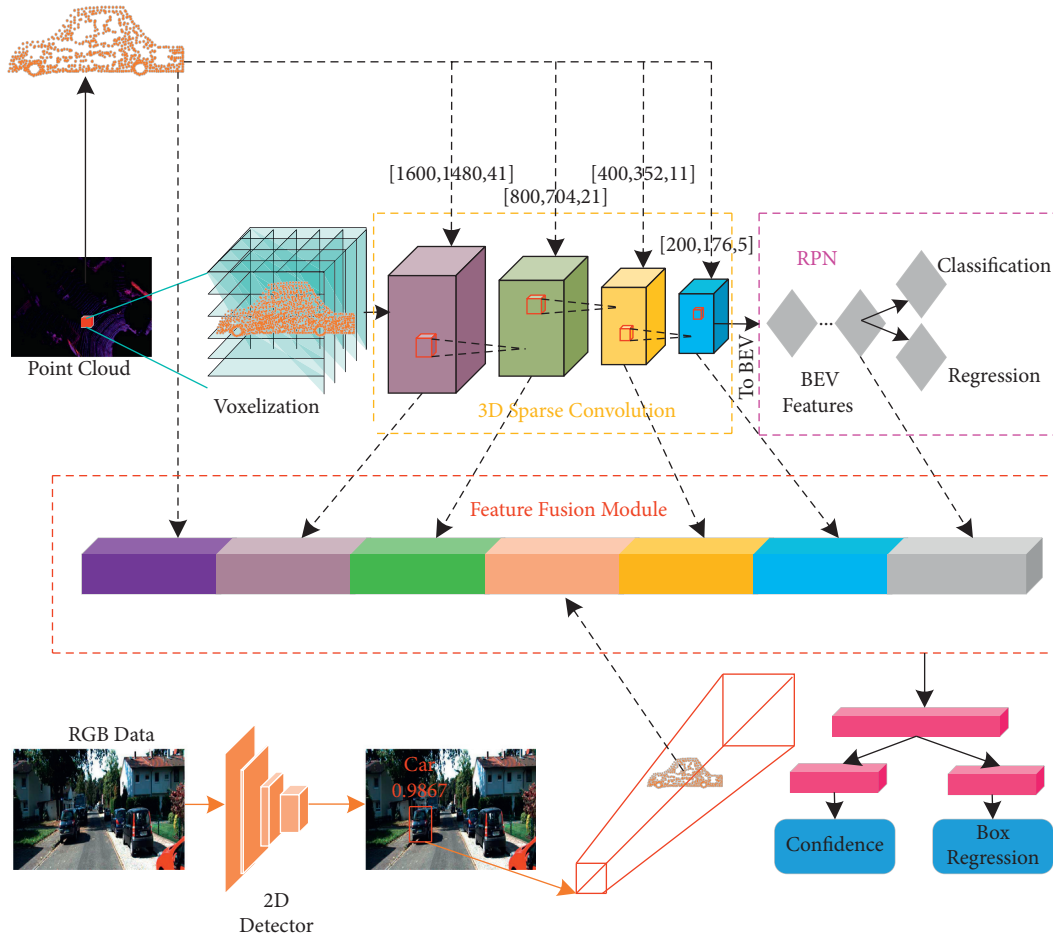 [1600,1480,41]
[800,704,21]
[400,352,11]
[200,176,5]
RPN
Classification
Regression
BEV
Features
To BEV
Point Cloud
Voxelization
3D Sparse Convolution
Feature Fusion Module
RGB Data
Car
0.9867
2D
Detector
Confidence
Box
Regression